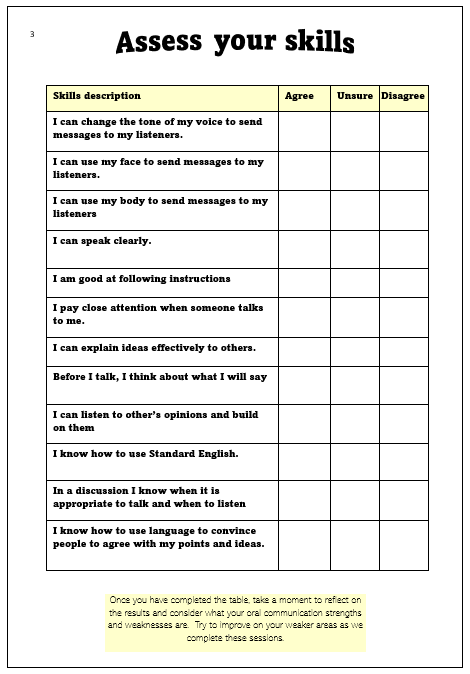 3
Assess your skills
Skills description Agree Unsure Disagree
I can change the tone of my voice to send
messages to my listeners.
I can use my face to send messages to my
listeners.
I can use my body to send messages to my
listeners
I can speak clearly.
I am good at following instructions
I pay close attention when someone talks
to me.
I can explain ideas effectively to others.
Before I talk, I think about what I will say
I can listen to other's opinions and build
on them
I know how to use Standard English.
In a discussion I know when it is
appropriate to talk and when to listen
I know how to use language to convince
people to agree with my points and ideas.
Once you have completed the table, take a moment to reflect on
the results and consider what your oral communication strengths
and weaknesses are.  Try to improve on your weaker areas as we
complete these sessions.